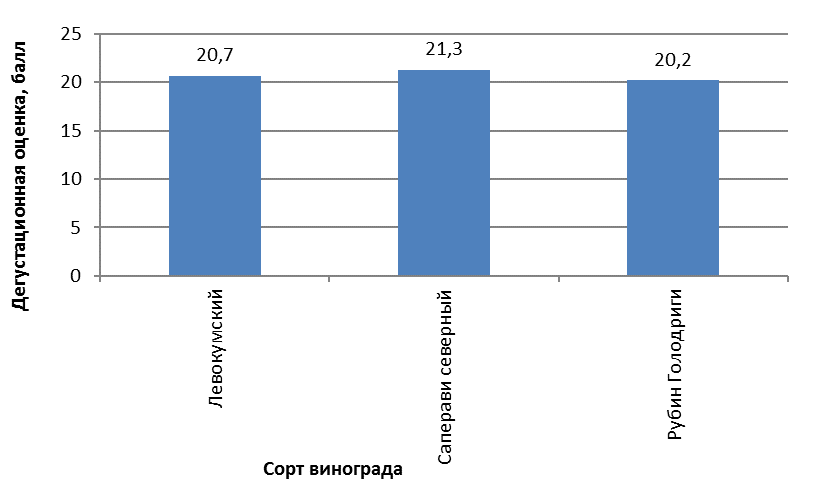 Дегустационная оценка, балл
25
20
15
10
5
0
20,7
21,3
20,2
Левокумский
Саперави северный
Рубин Голодриги
Сорт винограда